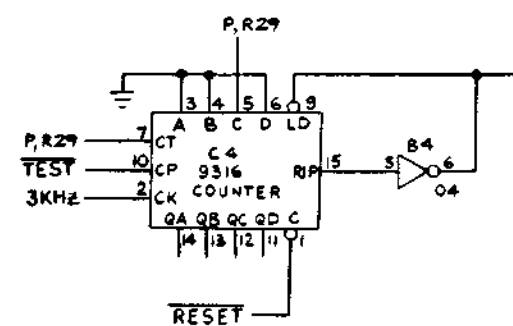 P, R29
3 4 5 6 9
A B C D LD
P, R29 7 CT
C4
B4
TEST 10 CP
9316
RIP 15 5 6
3KHZ 2 CK
COUNTER
04
QA QB QC QD C
14 13 12 11 1
RESET